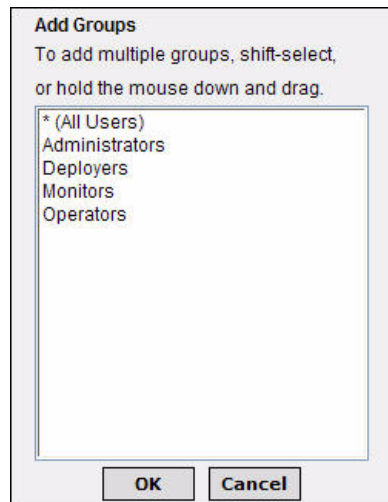 Add Groups
To add multiple groups, shift-select,
or hold the mouse down and drag.
* (All Users)
Administrators
Deployers
Monitors
Operators
OK Cancel